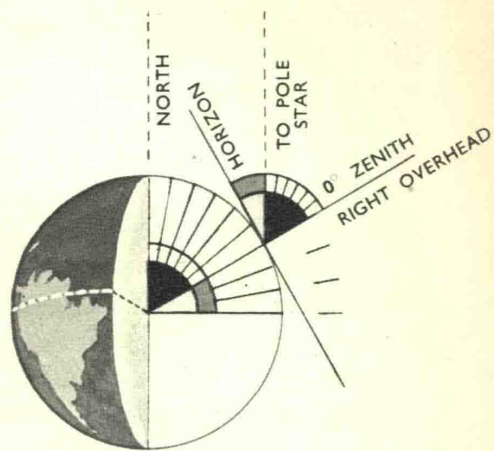 NORTH
HORIZON
TO POLE
STAR
0° ZENITH
RIGHT OVERHEAD